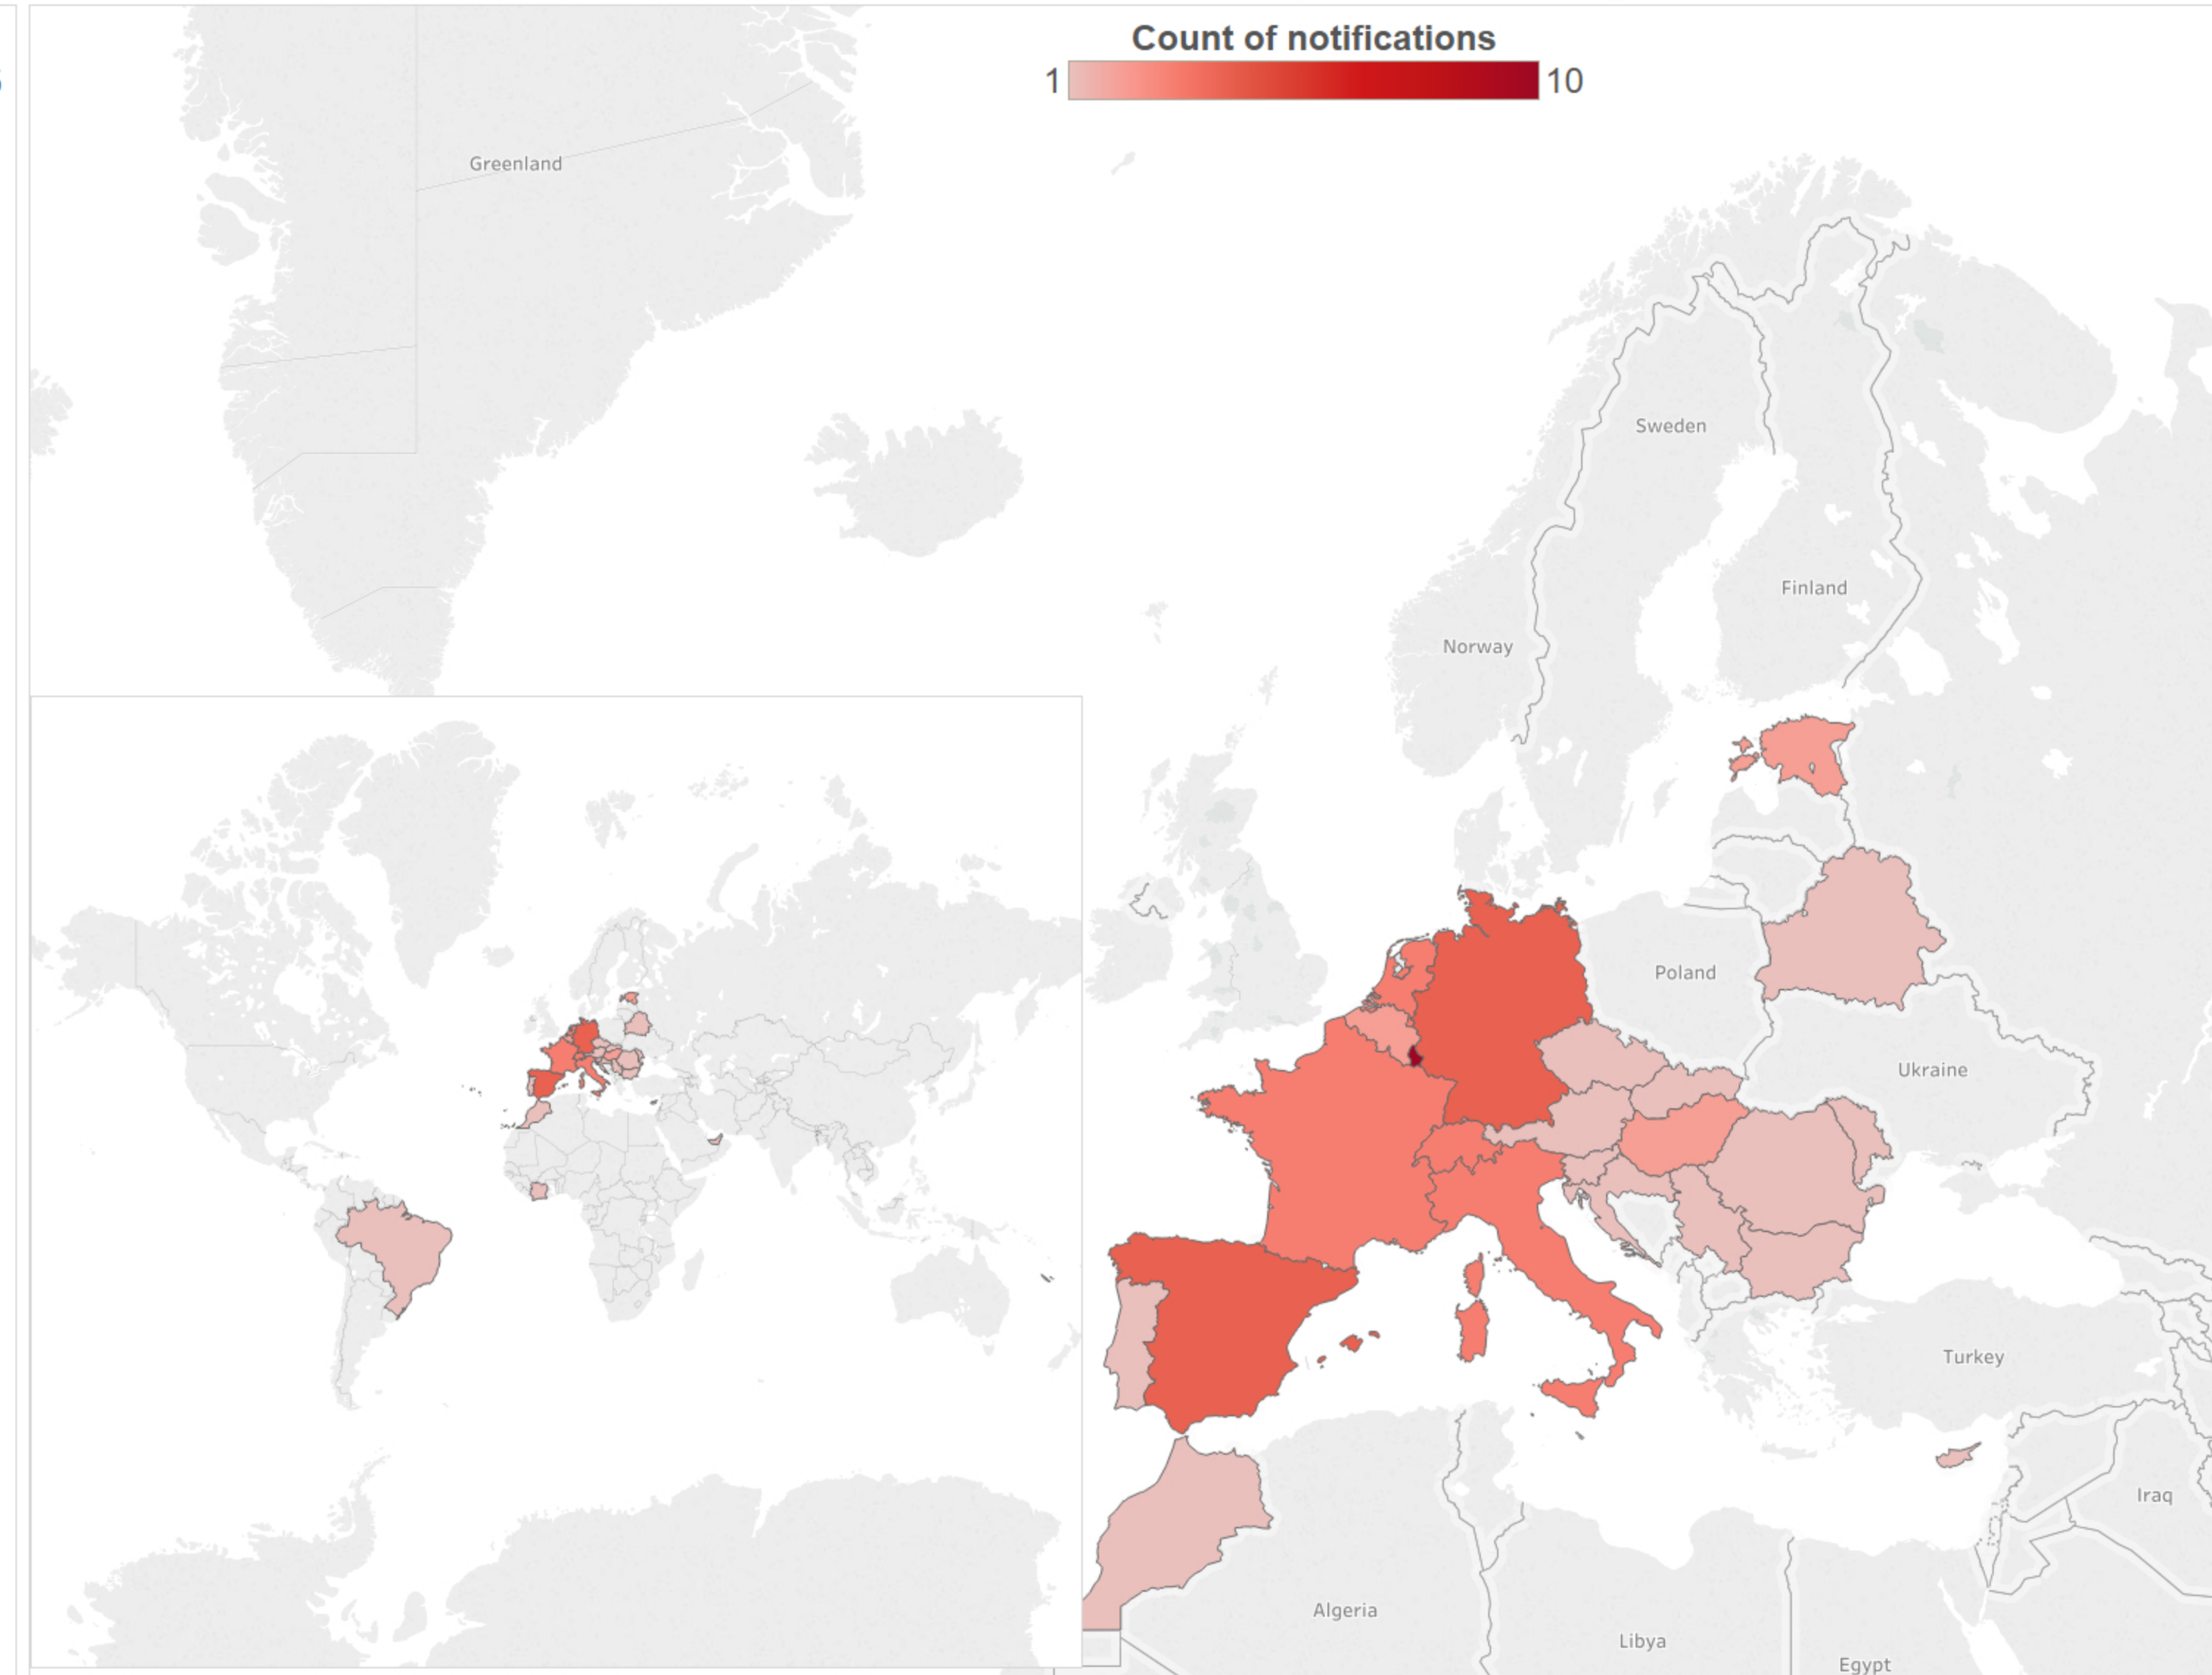 Count of notifications
1 10
Greenland
Sweden
Finland
Norway
Poland
Ukraine
Turkey
Iraq
Algeria
Libya
Egypt